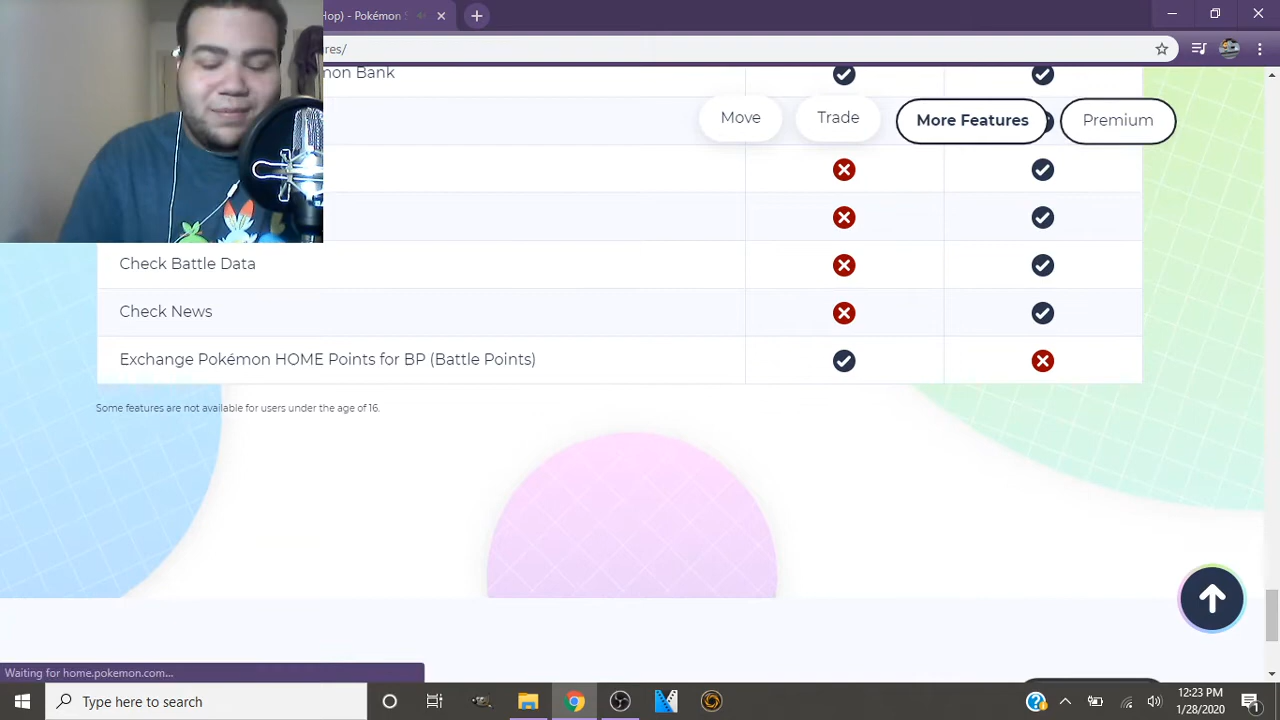 Hop) - Pokémon S
res/
non Bank
Move
Trade
More Features
Premium
Check Battle Data
Check News
Exchange Pokémon HOME Points for BP (Battle Points)
Some features are not available for users under the age of 16.
Waiting for home.pokemon.com...
Type here to search
12:23 PM
1/28/2020
1